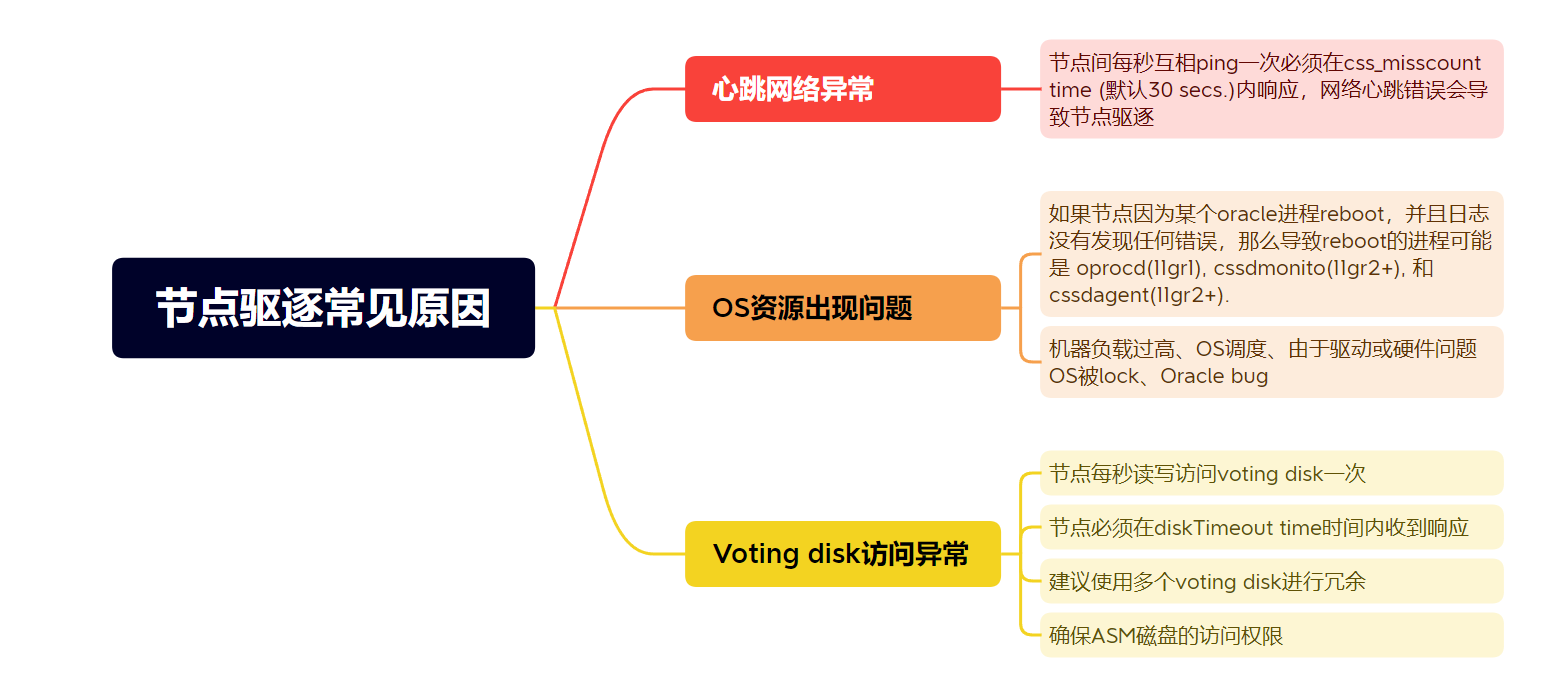 节点驱逐常见原因
心跳网络异常
节点间每秒互相ping一次必须在css_misscount
time (默认30 secs.)内响应，网络心跳错误会导
致节点驱逐
OS资源出现问题
如果节点因为某个oracle进程reboot，并且日志
没有发现任何错误，那么导致reboot的进程可能
是 oprocd(11gr1), cssdmonito(11gr2+), 和
cssdagent(11gr2+).
机器负载过高、OS调度、由于驱动或硬件问题
OS被lock、Oracle bug
Voting disk访问异常
节点每秒读写访问voting disk一次
节点必须在diskTimeout time时间内收到响应
建议使用多个voting disk进行冗余
确保ASM磁盘的访问权限